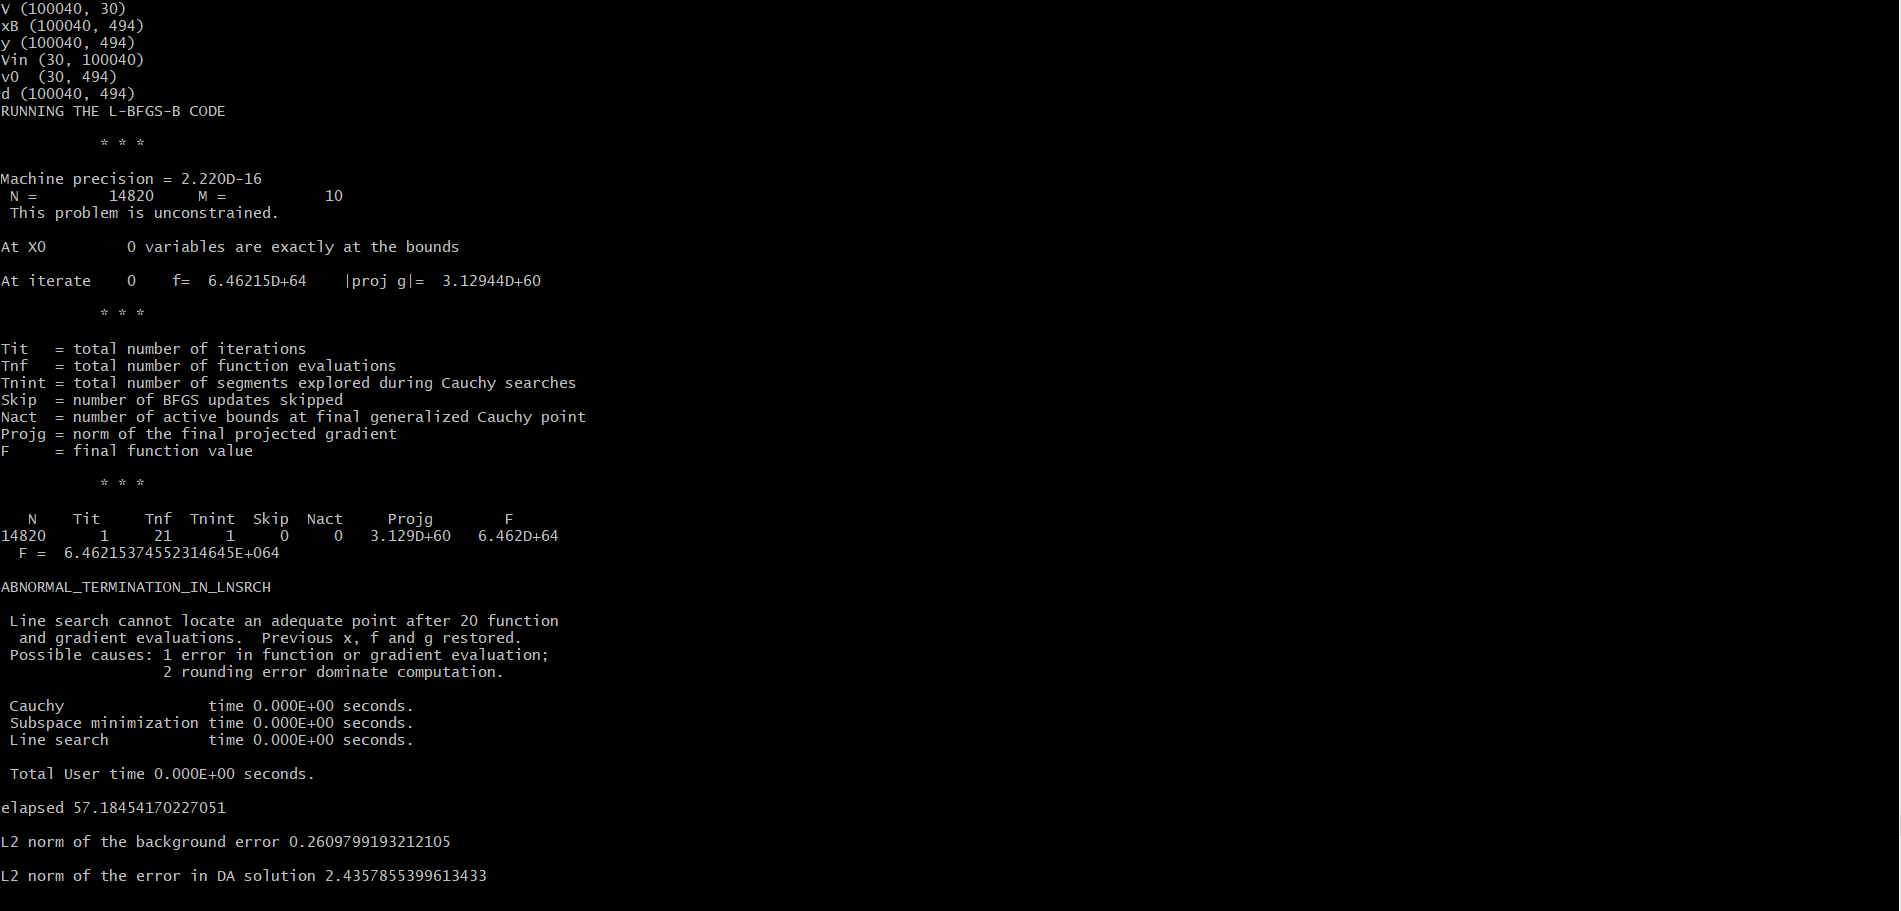 V (100040, 30)
xB (100040, 494)
y (100040, 494)
Vin (30, 100040)
v0  (30, 494)
d (100040, 494)
RUNNING THE L-BFGS-B CODE
* * *
Machine precision = 2.220D-16
N =        14820     M =           10
This problem is unconstrained.
At X0         0 variables are exactly at the bounds
At iterate    0    f=  6.46215D+64    |proj g|=  3.12944D+60
* * *
Tit   = total number of iterations
Tnf   = total number of function evaluations
Tnint = total number of segments explored during Cauchy searches
Skip  = number of BFGS updates skipped
Nact  = number of active bounds at final generalized Cauchy point
Projg = norm of the final projected gradient
F     = final function value
* * *
N    Tit     Tnf  Tnint  Skip  Nact     Projg        F
14820      1     21      1     0     0   3.129D+60   6.462D+64
F =  6.46215374552314645E+064
ABNORMAL_TERMINATION_IN_LNSRCH
Line search cannot locate an adequate point after 20 function
and gradient evaluations.  Previous x, f and g restored.
Possible causes: 1 error in function or gradient evaluation;
2 rounding error dominate computation.
Cauchy                time 0.000E+00 seconds.
Subspace minimization time 0.000E+00 seconds.
Line search           time 0.000E+00 seconds.
Total User time 0.000E+00 seconds.
elapsed 57.18454170227051
L2 norm of the background error 0.2609799193212105
L2 norm of the error in DA solution 2.4357855399613433